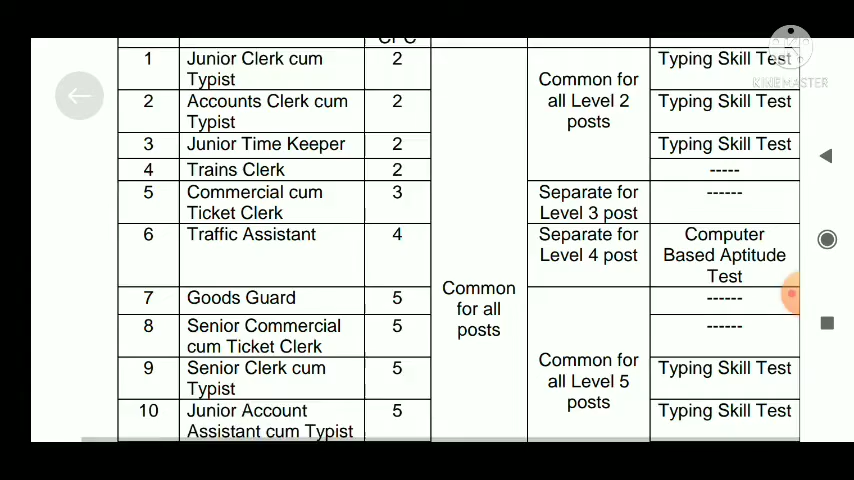 CPC
1 Junior Clerk cum 2 Typing Skill Test
Typist
Common for
all Level 2
posts
2 Accounts Clerk cum 2 Typing Skill Test
Typist
3 Junior Time Keeper 2 Typing Skill Test
4 Trains Clerk 2 -----
5 Commercial cum 3 Separate for ------
Ticket Clerk Level 3 post
6 Traffic Assistant 4 Separate for Computer
Level 4 post Based Aptitude
Test
Common
for all
posts
7 Goods Guard 5 ------
8 Senior Commercial 5 ------
cum Ticket Clerk
Common for
all Level 5
posts
9 Senior Clerk cum 5 Typing Skill Test
Typist
10 Junior Account 5 Typing Skill Test
Assistant cum Typist
KINEMASTER